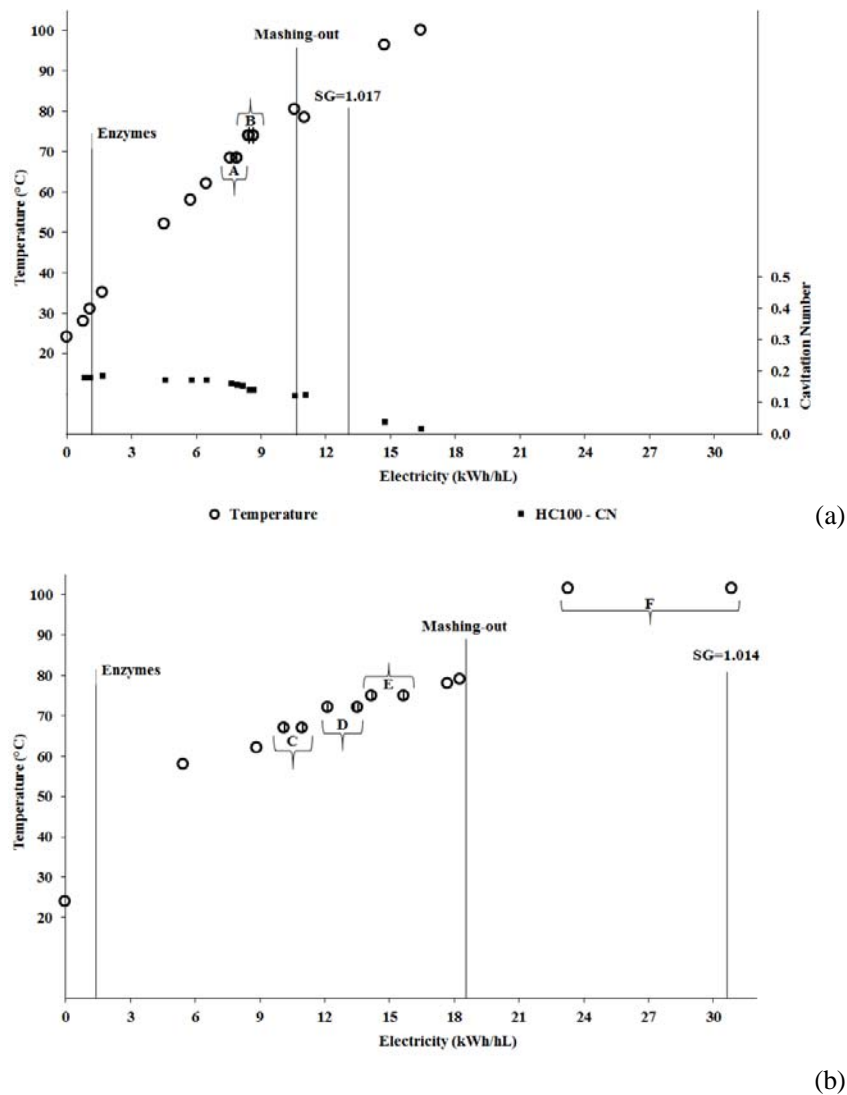 100
Mashing-out
90
SG=1.017
80
B
Enzymes
70
A
60
Temperature (°C)
50
40
30
20
0.5
0.4
0.3
0.2
0.1
0.0
Cavitation Number
0 3 6 9 12 15 18 21 24 27 30
Electricity (kWh/hL)
Temperature HC100 - CN
(a)
100
F
90
Mashing-out
Enzymes
SG=1.014
80
E
70
D
C
60
Temperature (°C)
50
40
30
20
0 3 6 9 12 15 18 21 24 27 30
Electricity (kWh/hL)
(b)